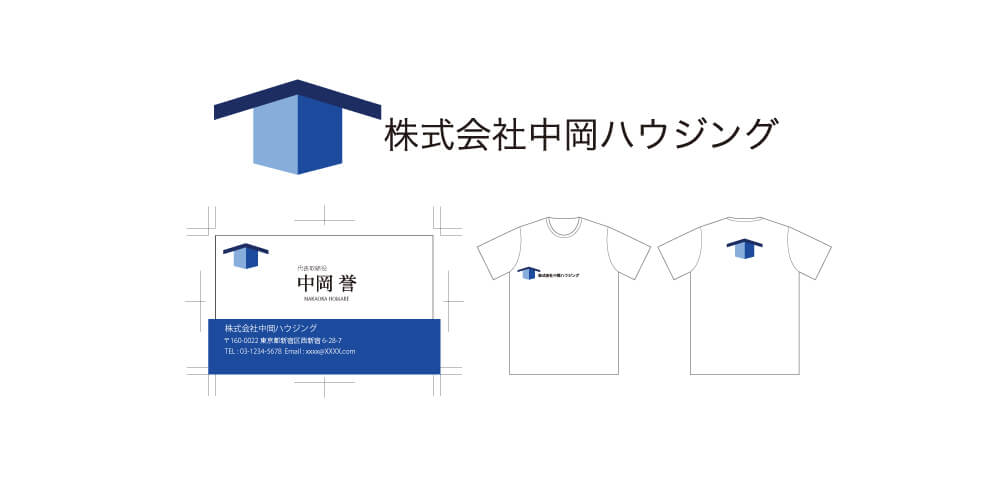 株式会社中岡ハウジング
代表取締役
中岡 誉
NAKAOKA HOMARE
株式会社中岡ハウジング
〒160-0022 東京都新宿区西新宿 6-28-7
TEL : 03-1234-5678 Email : xxxx@XXXX.com
株式会社中岡ハウジング